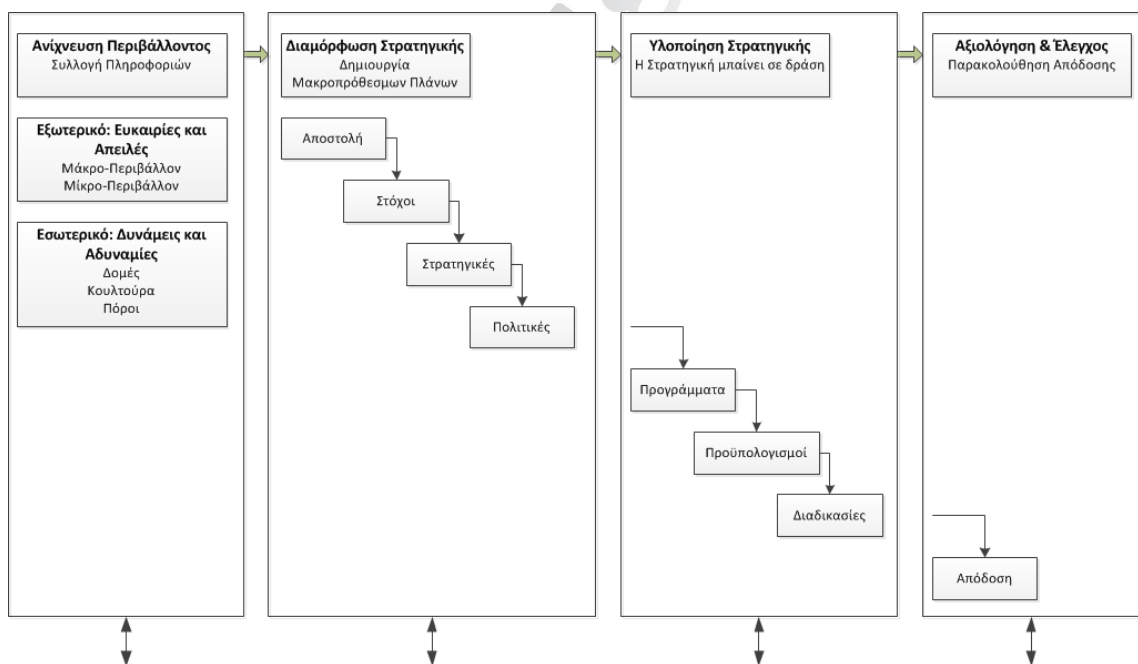 Ανίχνευση Περιβάλλοντος
Συλλογή Πληροφοριών
Εξωτερικό: Ευκαιρίες και
Απειλές
Μάκρο-Περιβάλλον
Μίκρο-Περιβάλλον
Εσωτερικό: Δυνάμεις και
Αδυναμίες
Δομές
Κουλτούρα
Πόροι
Διαμόρφωση Στρατηγικής
Δημιουργία
Μακροπρόθεσμων Πλάνων
Αποστολή
Στόχοι
Στρατηγικές
Πολιτικές
Υλοποίηση Στρατηγικής
Η Στρατηγική μπαίνει σε δράση
Προγράμματα
Προϋπολογισμοί
Διαδικασίες
Αξιολόγηση & Έλεγχος
Παρακολούθηση Απόδοσης
Απόδοση